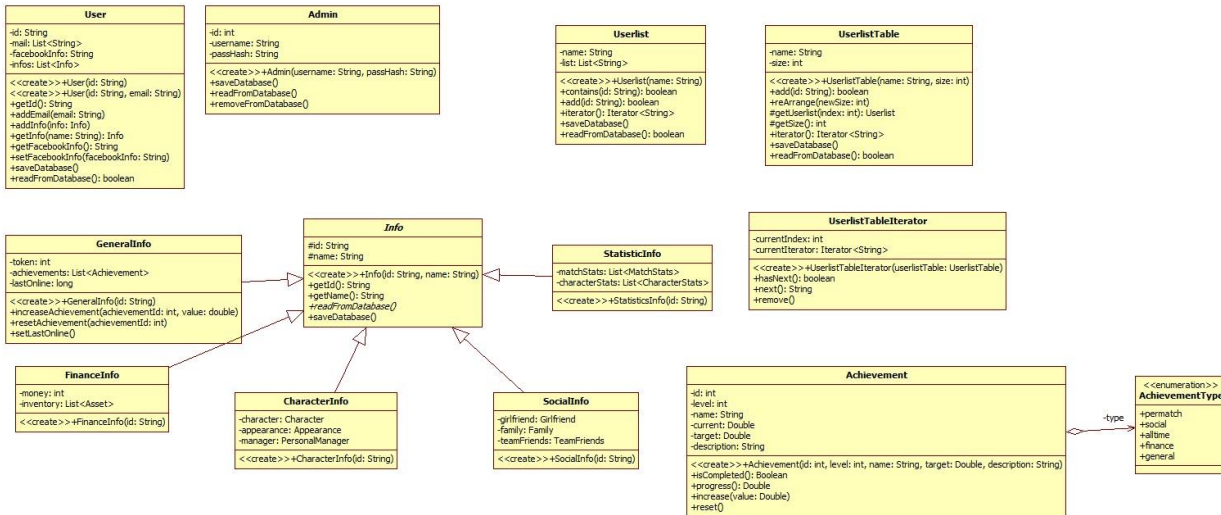 User
-id: String
-mail: List<String>
-facebookInfo: String
-infos: List<Info>
<<create>>+User(id: String)
<<create>>+User(id: String, email: String)
+getId(): String
+addEmail(email: String)
+addInfo(info: Info)
+getInfo(name: String): Info
+getFacebookInfo(): String
+setFacebookInfo(facebookInfo: String)
+saveDatabase()
+readFromDatabase(): boolean
Admin
-id: int
-username: String
-passHash: String
<<create>>+Admin(username: String, passHash: String)
+saveDatabase()
+readFromDatabase()
+removeFromDatabase()
Userlist
-name: String
-list: List<String>
<<create>>+Userlist(name: String)
+contains(id: String): boolean
+add(id: String): boolean
+iterator(): Iterator<String>
+saveDatabase()
+readFromDatabase(): boolean
UserlistTable
-name: String
-size: int
<<create>>+UserlistTable(name: String, size: int)
+add(id: String): boolean
+reArrange(newSize: int)
#getUserlist(index: int): Userlist
#getSize(): int
+iterator(): Iterator<String>
+saveDatabase()
+readFromDatabase(): boolean
GeneralInfo
-token: int
-achievements: List<Achievement>
-lastOnline: long
<<create>>+GeneralInfo(id: String)
+increaseAchievement(achievementId: int, value: double)
+resetAchievement(achievementId: int)
+setLastOnline()
Info
#id: String
#name: String
<<create>>+Info(id: String, name: String)
+getId(): String
+getName(): String
+readFromDatabase()
+saveDatabase()
StatisticInfo
-matchStats: List<MatchStats>
-characterStats: List<CharacterStats>
<<create>>+StatisticsInfo(id: String)
UserlistTableIterator
-currentIndex: int
-currentIterator: Iterator<String>
<<create>>+UserlistTableIterator(userlistTable: UserlistTable)
+hasNext(): boolean
+next(): String
+remove()
FinanceInfo
-money: int
-inventory: List<Asset>
<<create>>+FinanceInfo(id: String)
CharacterInfo
-character: Character
-appearance: Appearance
-manager: PersonalManager
<<create>>+CharacterInfo(id: String)
SocialInfo
-girlfriend: Girlfriend
-family: Family
-teamFriends: TeamFriends
<<create>>+SocialInfo(id: String)
Achievement
-id: int
-level: int
-name: String
-current: Double
-target: Double
-description: String
<<create>>+Achievement(id: int, level: int, name: String, target: Double, description: String)
+isCompleted(): Boolean
+progress(): Double
+increase(value: Double)
+reset()
-type
<<enumeration>>
AchievementType
+permatch
+social
+alltime
+finance
+general